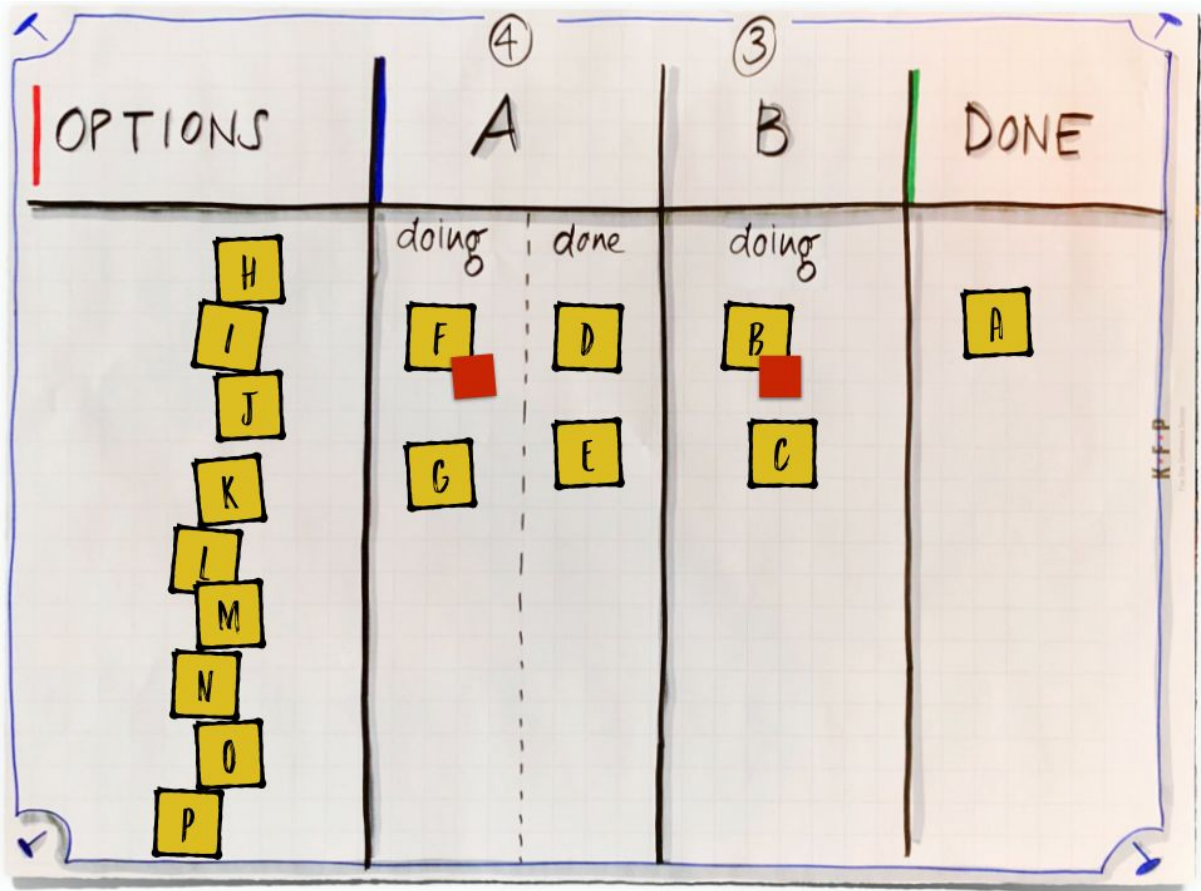 ④ ③
OPTIONS A B DONE
doing done doing
H
I
J
K
L
M
N
O
P
F D B A
G E C
K·F·P